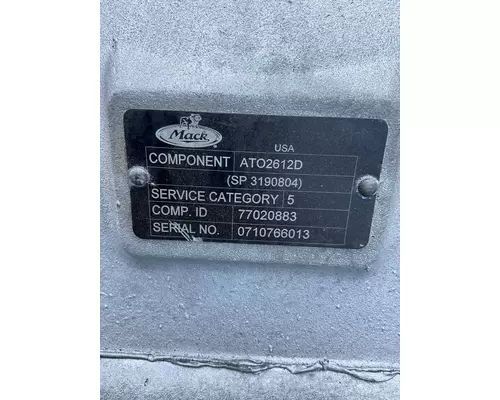 Mack
USA
COMPONENT ATO2612D
(SP 3190804)
SERVICE CATEGORY 5
COMP. ID 77020883
SERIAL NO. 0710766013